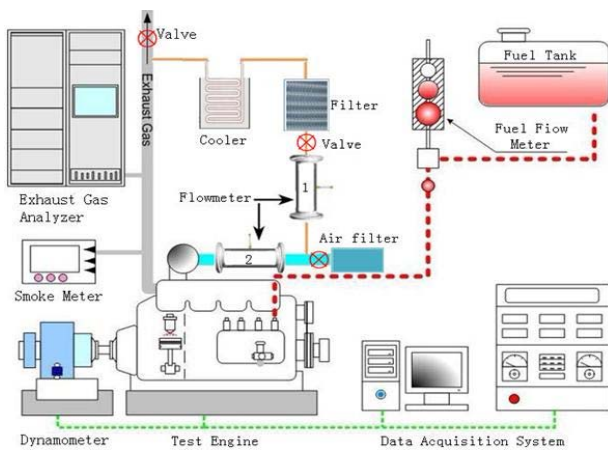 Valve
Exhaust Gas
Fuel Tank
Filter
Cooler
Valve
Fuel Flow
Meter
Exhaust Gas
Analyzer
Flowmeter
1
Air filter
2
Smoke Meter
Dynamometer
Test Engine
Data Acquisition System